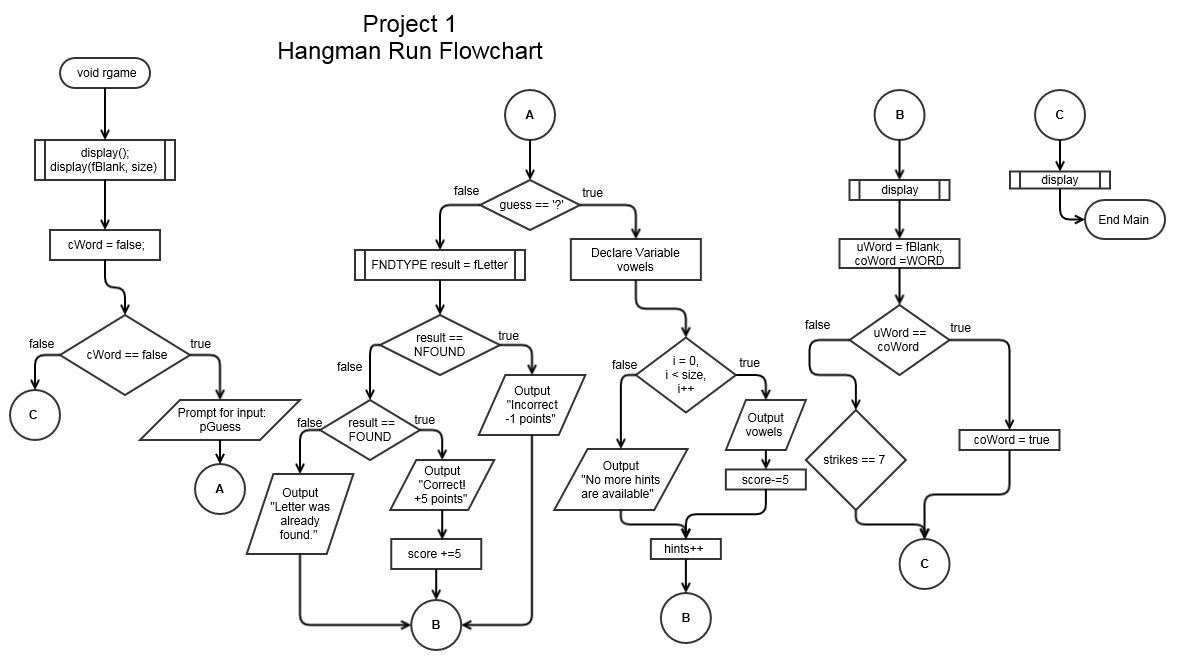 Project 1
Hangman Run Flowchart
void rgame
display();
display(fBlank, size)
cWord = false;
cWord == false
false
true
C
Prompt for input:
pGuess
A
A
guess == '?'
false
true
FNDTYPE result = fLetter
result ==
NFOUND
false
true
result ==
FOUND
false
true
Output
"Incorrect
-1 points"
Output
"Letter was
already
found."
Output
"Correct!
+5 points"
score +=5
B
Declare Variable
vowels
i = 0,
i < size,
i++
false
true
Output
"No more hints
are available"
Output
vowels
score-=5
hints++
B
B
display
uWord = fBlank,
coWord =WORD
uWord ==
coWord
false
true
strikes == 7
coWord = true
C
C
display
End Main